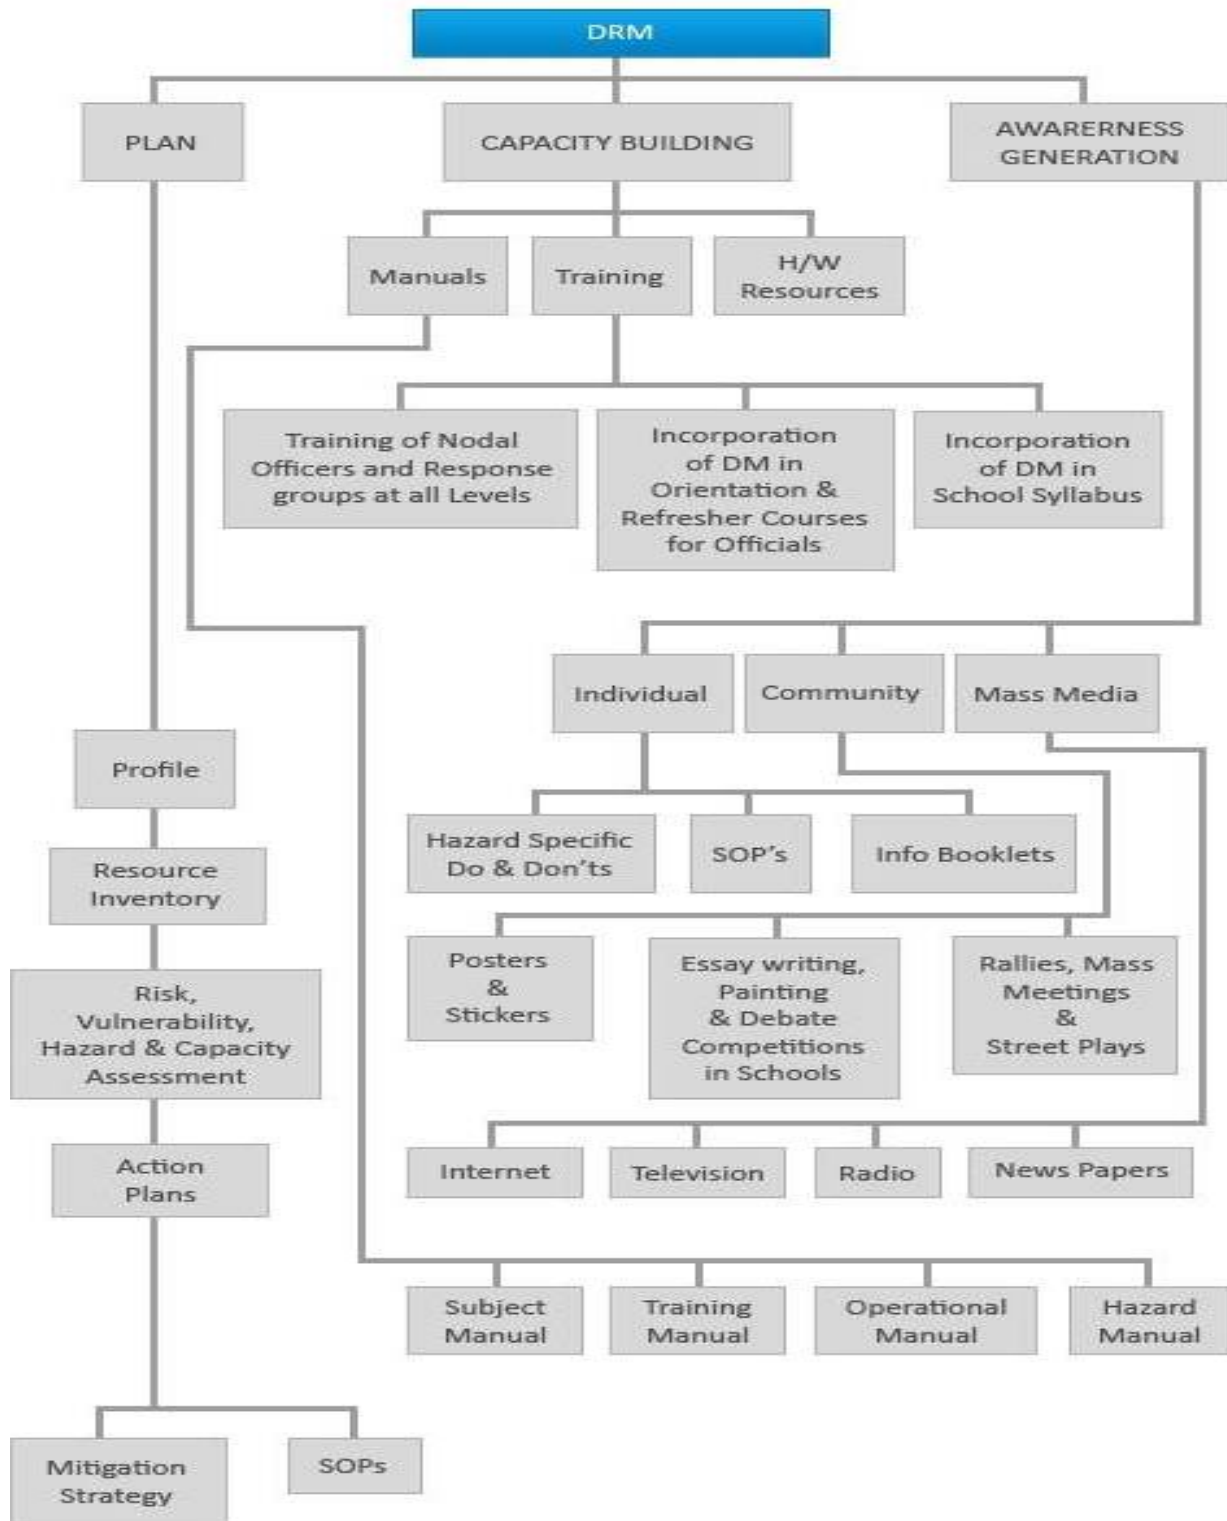 DRM
PLAN
CAPACITY BUILDING
AWARERNESS
GENERATION
Manuals
Training
H/W
Resources
Training of Nodal
Officers and Response
groups at all Levels
Incorporation
of DM in
Orientation &
Refresher Courses
for Officials
Incorporation
of DM in
School Syllabus
Individual
Community
Mass Media
Profile
Hazard Specific
Do & Don'ts
SOP's
Info Booklets
Resource
Inventory
Posters
&
Stickers
Essay writing,
Painting
& Debate
Competitions
in Schools
Rallies, Mass
Meetings
&
Street Plays
Risk,
Vulnerability,
Hazard & Capacity
Assessment
Internet
Television
Radio
News Papers
Action
Plans
Subject
Manual
Training
Manual
Operational
Manual
Hazard
Manual
Mitigation
Strategy
SOPs